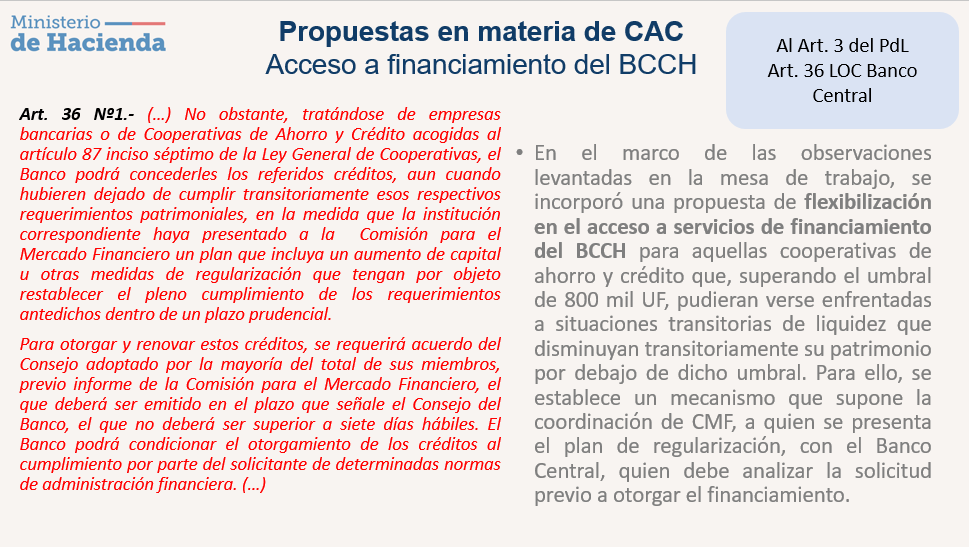 Ministerio
de Hacienda
Propuestas en materia de CAC
Acceso a financiamiento del BCCH
Al Art. 3 del PdL
Art. 36 LOC Banco
Central
Art. 36 Nº1.- (…) No obstante, tratándose de empresas
bancarias o de Cooperativas de Ahorro y Crédito acogidas al
artículo 87 inciso séptimo de la Ley General de Cooperativas, el
Banco podrá concederles los referidos créditos, aun cuando
hubieren dejado de cumplir transitoriamente esos respectivos
requerimientos patrimoniales, en la medida que la institución
correspondiente haya presentado a la Comisión para el
Mercado Financiero un plan que incluya un aumento de capital
u otras medidas de regularización que tengan por objeto
restablecer el pleno cumplimiento de los requerimientos
antedichos dentro de un plazo prudencial.
Para otorgar y renovar estos créditos, se requerirá acuerdo del
Consejo adoptado por la mayoría del total de sus miembros,
previo informe de la Comisión para el Mercado Financiero, el
que deberá ser emitido en el plazo que señale el Consejo del
Banco, el que no deberá ser superior a siete días hábiles. El
Banco podrá condicionar el otorgamiento de los créditos al
cumplimiento por parte del solicitante de determinadas normas
de administración financiera. (…)
• En el marco de las observaciones
levantadas en la mesa de trabajo, se
incorporó una propuesta de flexibilización
en el acceso a servicios de financiamiento
del BCCH para aquellas cooperativas de
ahorro y crédito que, superando el umbral
de 800 mil UF, pudieran verse enfrentadas
a situaciones transitorias de liquidez que
disminuyan transitoriamente su patrimonio
por debajo de dicho umbral. Para ello, se
establece un mecanismo que supone la
coordinación de CMF, a quien se presenta
el plan de regularización, con el Banco
Central, quien debe analizar la solicitud
previo a otorgar el financiamiento.